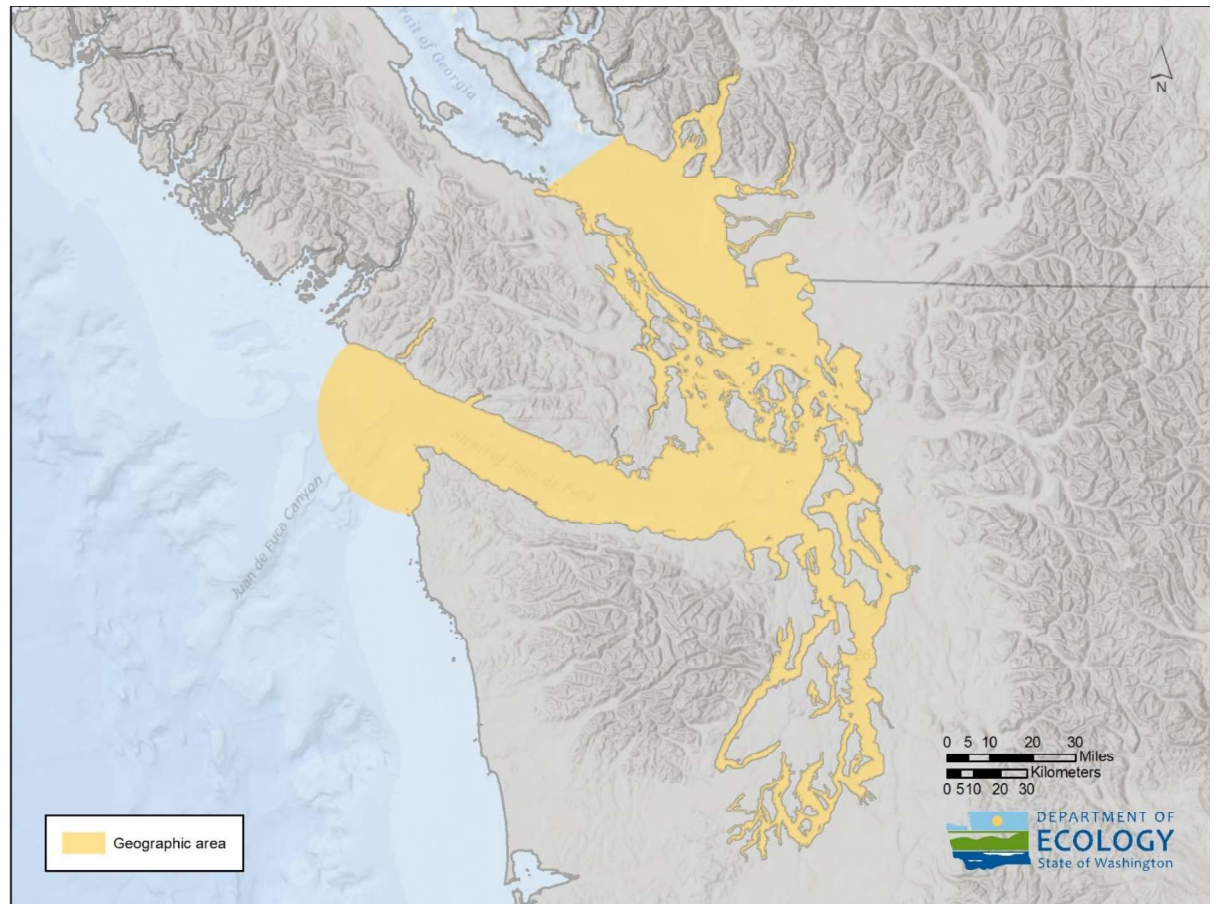 rait of Georgia
N
Strait of Juan de Fuca
Juan de Fuca Canyon
0 5 10 20 30
Miles
Kilometers
0 5 10 20 30
Geographic area
DEPARTMENT OF
ECOLOGY
State of Washington